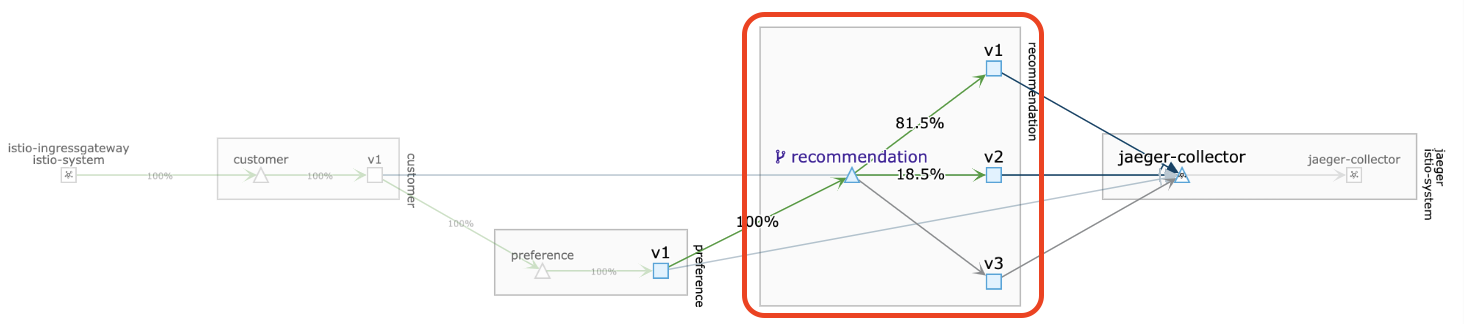 istio-ingressgateway
istio-system
100%
customer
100%
v1
customer
100%
preference
100%
v1
preference
100%
recommendation
81.5%
18.5%
v1
v2
v3
recommendation
jaeger-collector
jaeger-collector
jaeger
istio-system